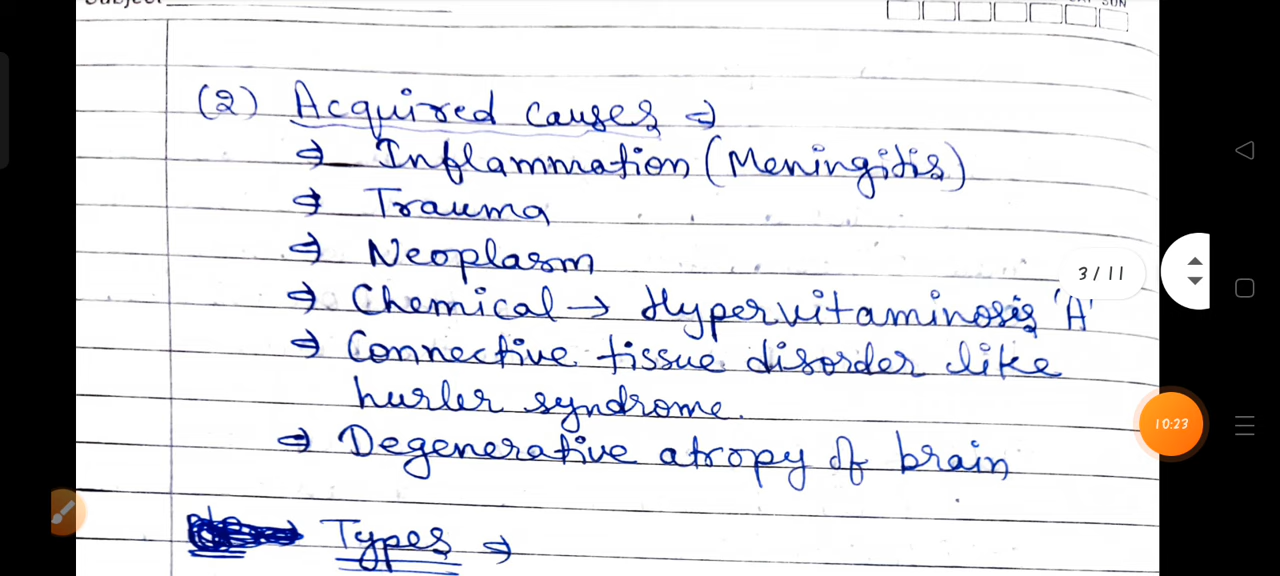 SUN
(2) Acquired causes ⇒
⇒ Inflammation (Meningitis)
⇒ Trauma
⇒ Neoplasm
3/11
⇒ Chemical → Hypervitaminosis 'A'
⇒ Connective tissue disorder like
hurler syndrome.
10:23
⇒ Degenerative atropy of brain
Types ⇒